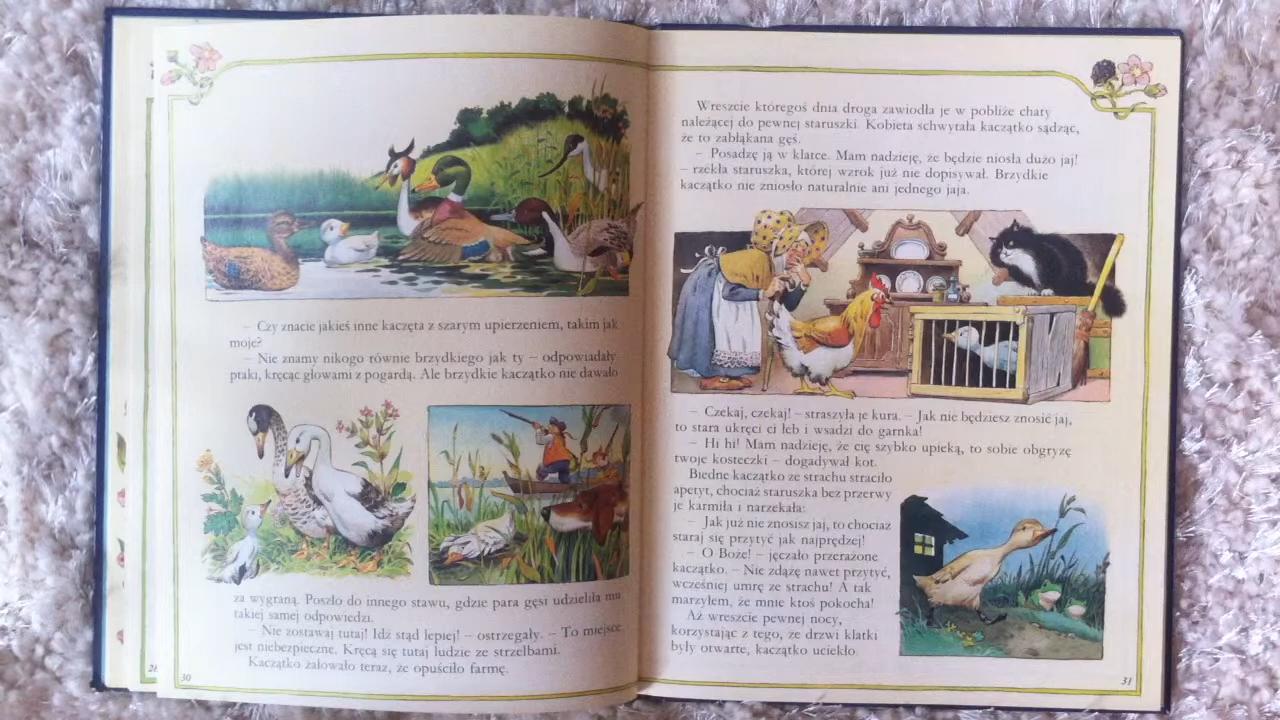 – Czy znacie jakieś inne kaczęta z szarym upierzeniem, takim jak
moje?
– Nie znamy nikogo równie brzydkiego jak ty – odpowiadały
ptaki, kręcąc głowami z pogardą. Ale brzydkie kaczątko nie dawało
za wygraną. Poszło do innego stawu, gdzie para gęsi udzieliła mu
takiej samej odpowiedzi.
– Nie zostawaj tutaj! Idź stąd lepiej! – ostrzegały. – To miejsce
jest niebezpieczne. Kręcą się tutaj ludzie ze strzelbami.
Kaczątko żałowało teraz, że opuściło farmę.
30
Wreszcie któregoś dnia droga zawiodła je w pobliże chaty
należącej do pewnej staruszki. Kobieta schwytała kaczątko sądząc,
że to zabłąkana gęś.
– Posadzę ją w klatce. Mam nadzieję, że będzie niosła dużo jaj!
– rzekła staruszka, której wzrok już nie dopisywał. Brzydkie
kaczątko nie zniosło naturalnie ani jednego jaja.
– Czekaj, czekaj! – straszyła je kura. – Jak nie będziesz znosić jaj,
to stara ukręci ci łeb i wsadzi do garnka!
– Hi hi! Mam nadzieję, że cię szybko upieką, to sobie obgryzę
twoje kosteczki – dogadywał kot.
Biedne kaczątko ze strachu straciło
apetyt, chociaż staruszka bez przerwy
je karmiła i narzekała:
– Jak już nie znosisz jaj, to chociaż
staraj się przytyć jak najprędzej!
– O Boże! – jęczało przerażone
kaczątko. – Nie zdążę nawet przytyć,
wcześniej umrę ze strachu! A tak
marzyłem, że mnie ktoś pokocha!
Aż wreszcie pewnej nocy,
korzystając z tego, że drzwi klatki
były otwarte, kaczątko uciekło
31